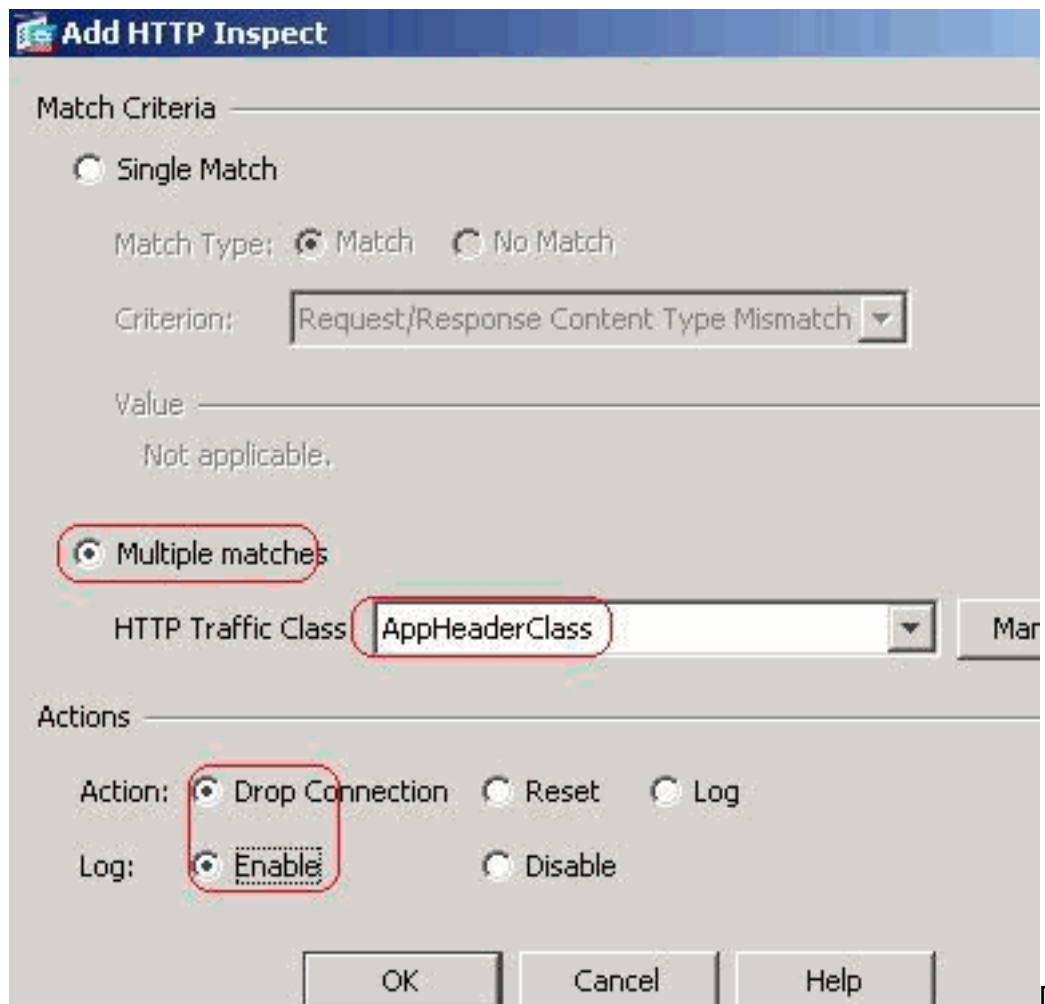 Add HTTP Inspect
Match Criteria
Single Match
Match Type: Match No Match
Criterion: Request/Response Content Type Mismatch
Value
Not applicable.
Multiple matches
HTTP Traffic Class AppHeaderClass
Actions
Action: Drop Connection Reset Log
Log: Enable Disable
OK Cancel Help